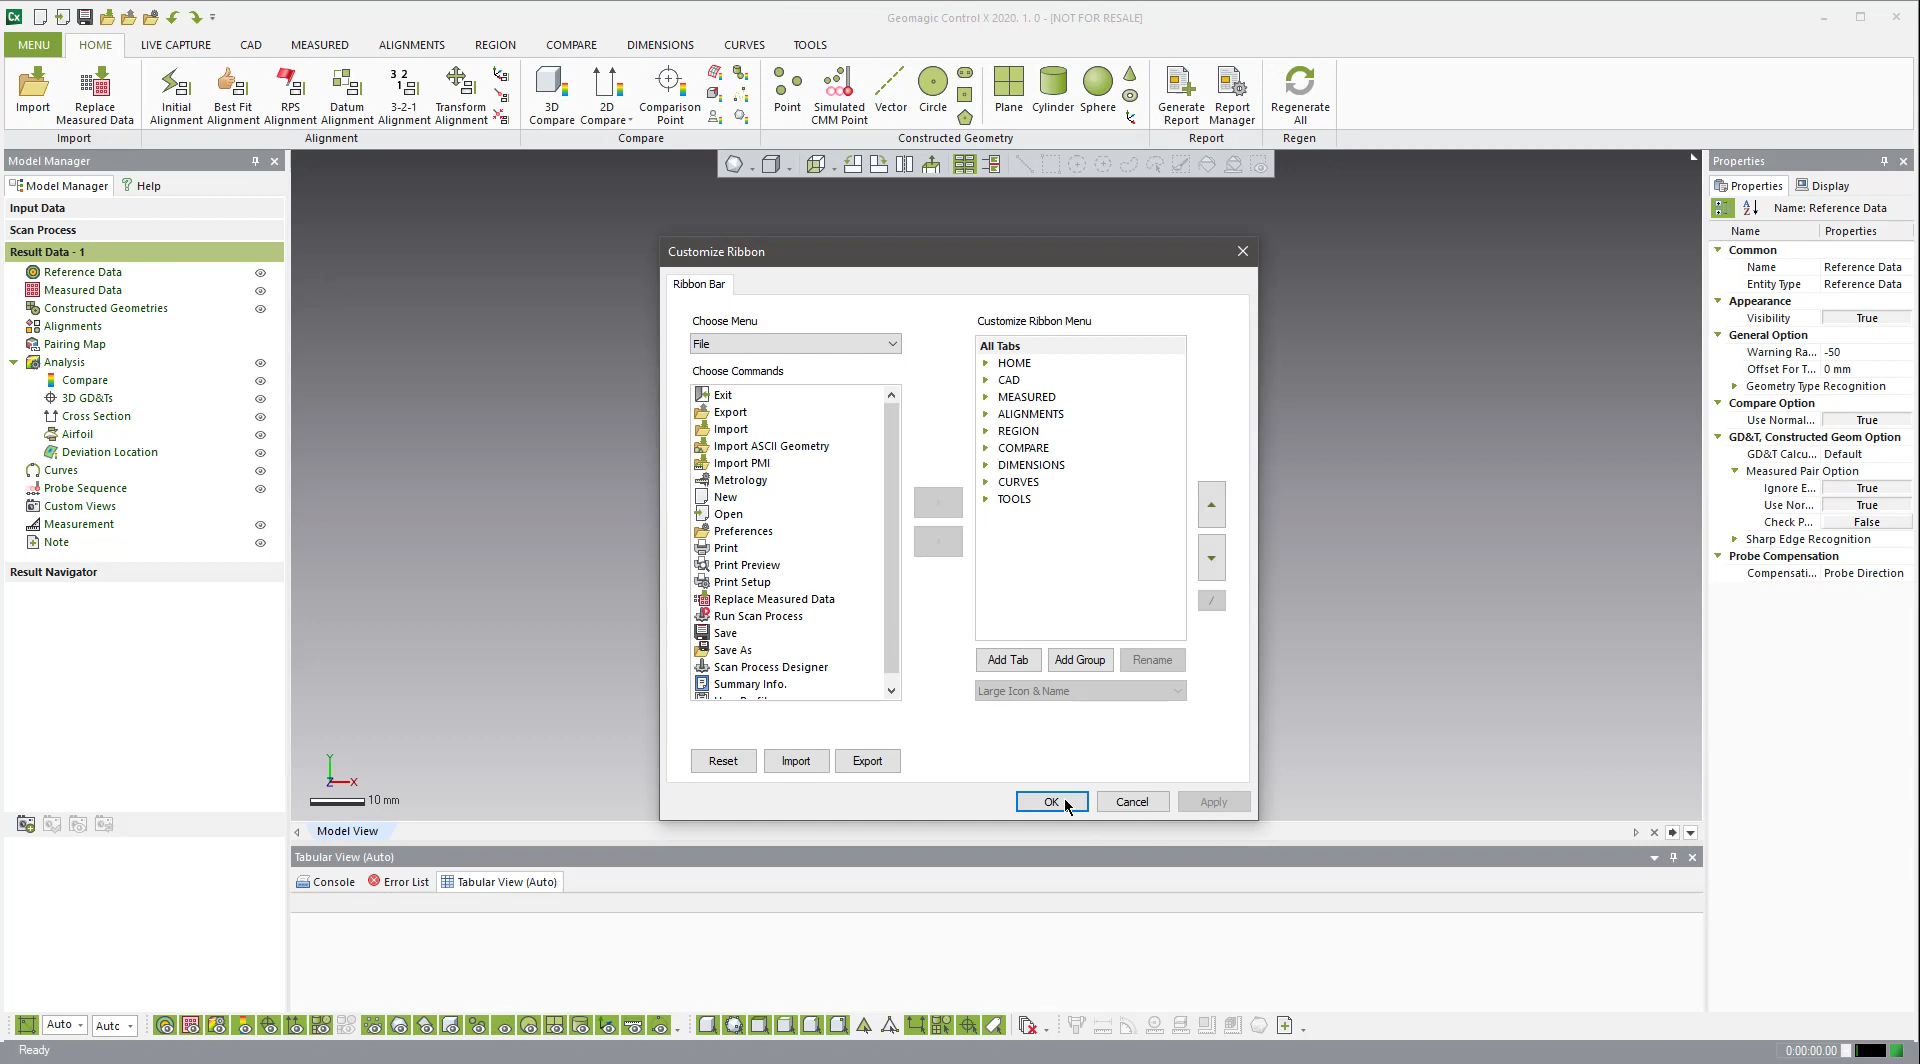 Cx
Geomagic Control X 2020. 1. 0 - [NOT FOR RESALE]
MENU HOME LIVE CAPTURE CAD MEASURED ALIGNMENTS REGION COMPARE DIMENSIONS CURVES TOOLS
Import
Replace Measured Data
Initial Alignment
Best Fit Alignment
RPS Alignment
Datum Alignment
3 2 1
3-2-1 Alignment
Transform Alignment
3D Compare
2D Compare
Comparison Point
Point
Simulated CMM Point
Vector
Circle
Plane
Cylinder
Sphere
Generate Report
Report Manager
Regenerate All
Import Alignment Compare Constructed Geometry Report Regen
Model Manager
Model Manager Help
Input Data
Scan Process
Result Data - 1
Reference Data
Measured Data
Constructed Geometries
Alignments
Pairing Map
Analysis
Compare
3D GD&Ts
Cross Section
Airfoil
Deviation Location
Curves
Probe Sequence
Custom Views
Measurement
Note
Result Navigator
Customize Ribbon
Ribbon Bar
Choose Menu
File
Choose Commands
Exit
Export
Import
Import ASCII Geometry
Import PMI
Metrology
New
Open
Preferences
Print
Print Preview
Print Setup
Replace Measured Data
Run Scan Process
Save
Save As
Scan Process Designer
Summary Info.
Customize Ribbon Menu
All Tabs
HOME
CAD
MEASURED
ALIGNMENTS
REGION
COMPARE
DIMENSIONS
CURVES
TOOLS
/
Add Tab Add Group Rename
Large Icon & Name
Reset Import Export
OK Cancel Apply
Y
Z X
10 mm
Model View
Tabular View (Auto)
Console Error List Tabular View (Auto)
Properties
Properties Display
Name: Reference Data
Name Properties
Common
Name Reference Data
Entity Type Reference Data
Appearance
Visibility True
General Option
Warning Ra... -50
Offset For T... 0 mm
Geometry Type Recognition
Compare Option
Use Normal... True
GD&T, Constructed Geom Option
GD&T Calcu... Default
Measured Pair Option
Ignore E... True
Use Nor... True
Check P... False
Sharp Edge Recognition
Probe Compensation
Compensati... Probe Direction
Auto Autc
Ready
0:00:00.00